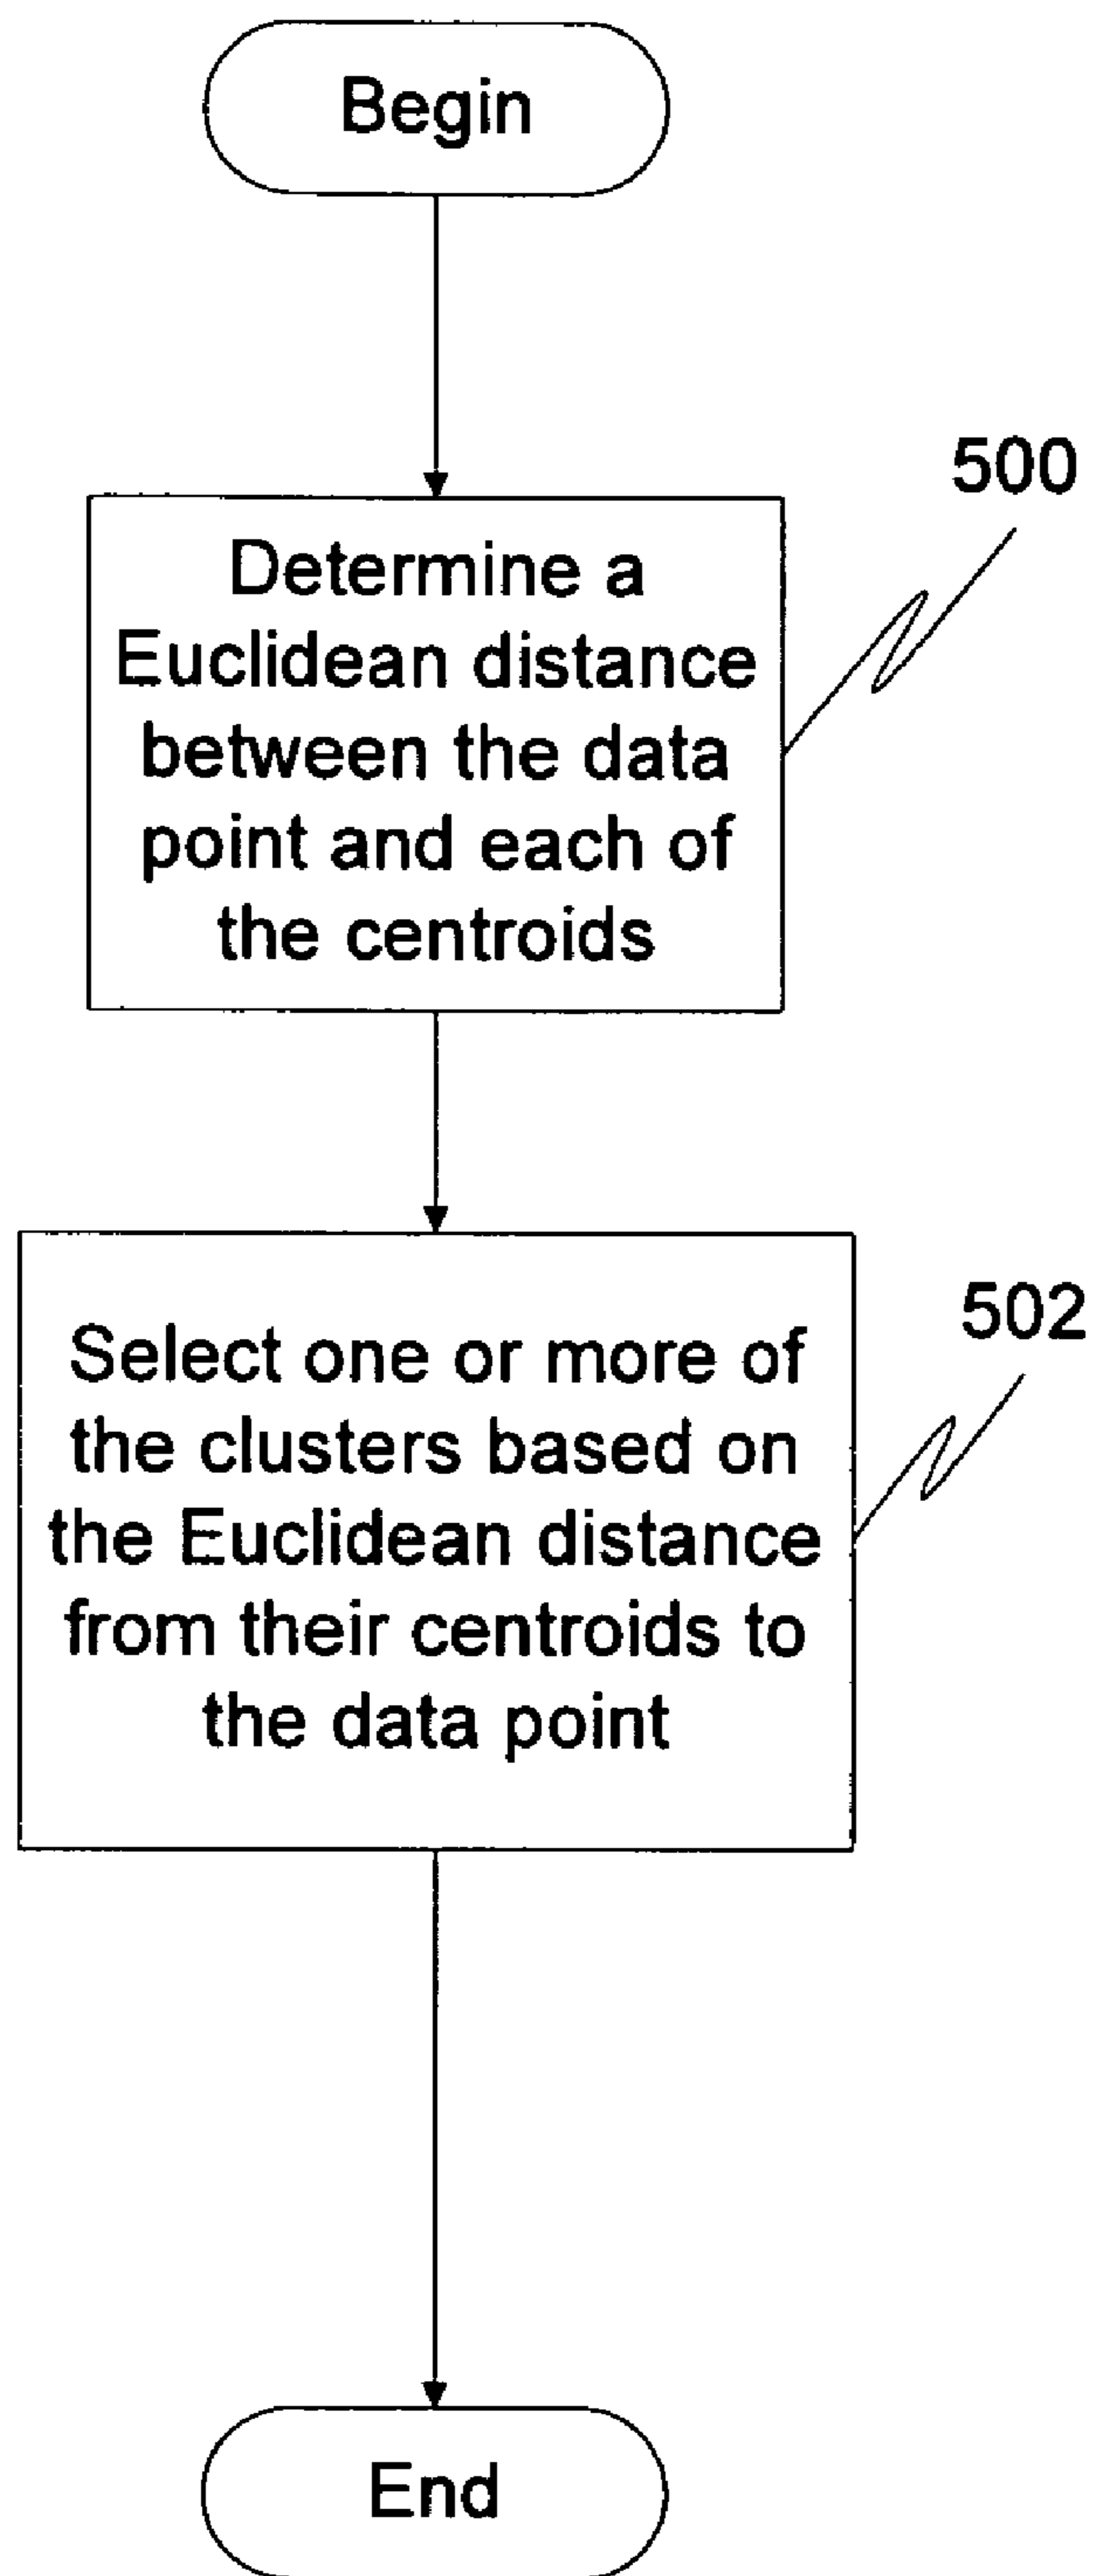 Begin
500
Determine a
Euclidean distance
between the data
point and each of
the centroids
502
Select one or more of
the clusters based on
the Euclidean distance
from their centroids to
the data point
End